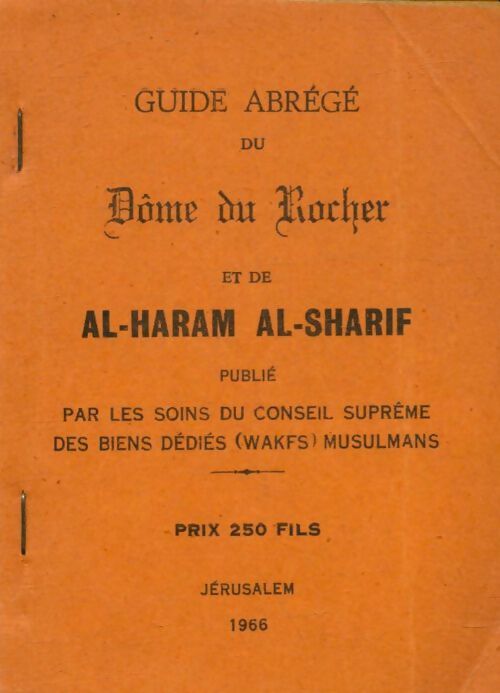 GUIDE ABRÉGÉ
DU
Dôme du Rocher
ET DE
AL-HARAM AL-SHARIF
PUBLIÉ
PAR LES SOINS DU CONSEIL SUPRÊME
DES BIENS DÉDIÉS (WAKFS) MUSULMANS
PRIX 250 FILS
JÉRUSALEM
1966